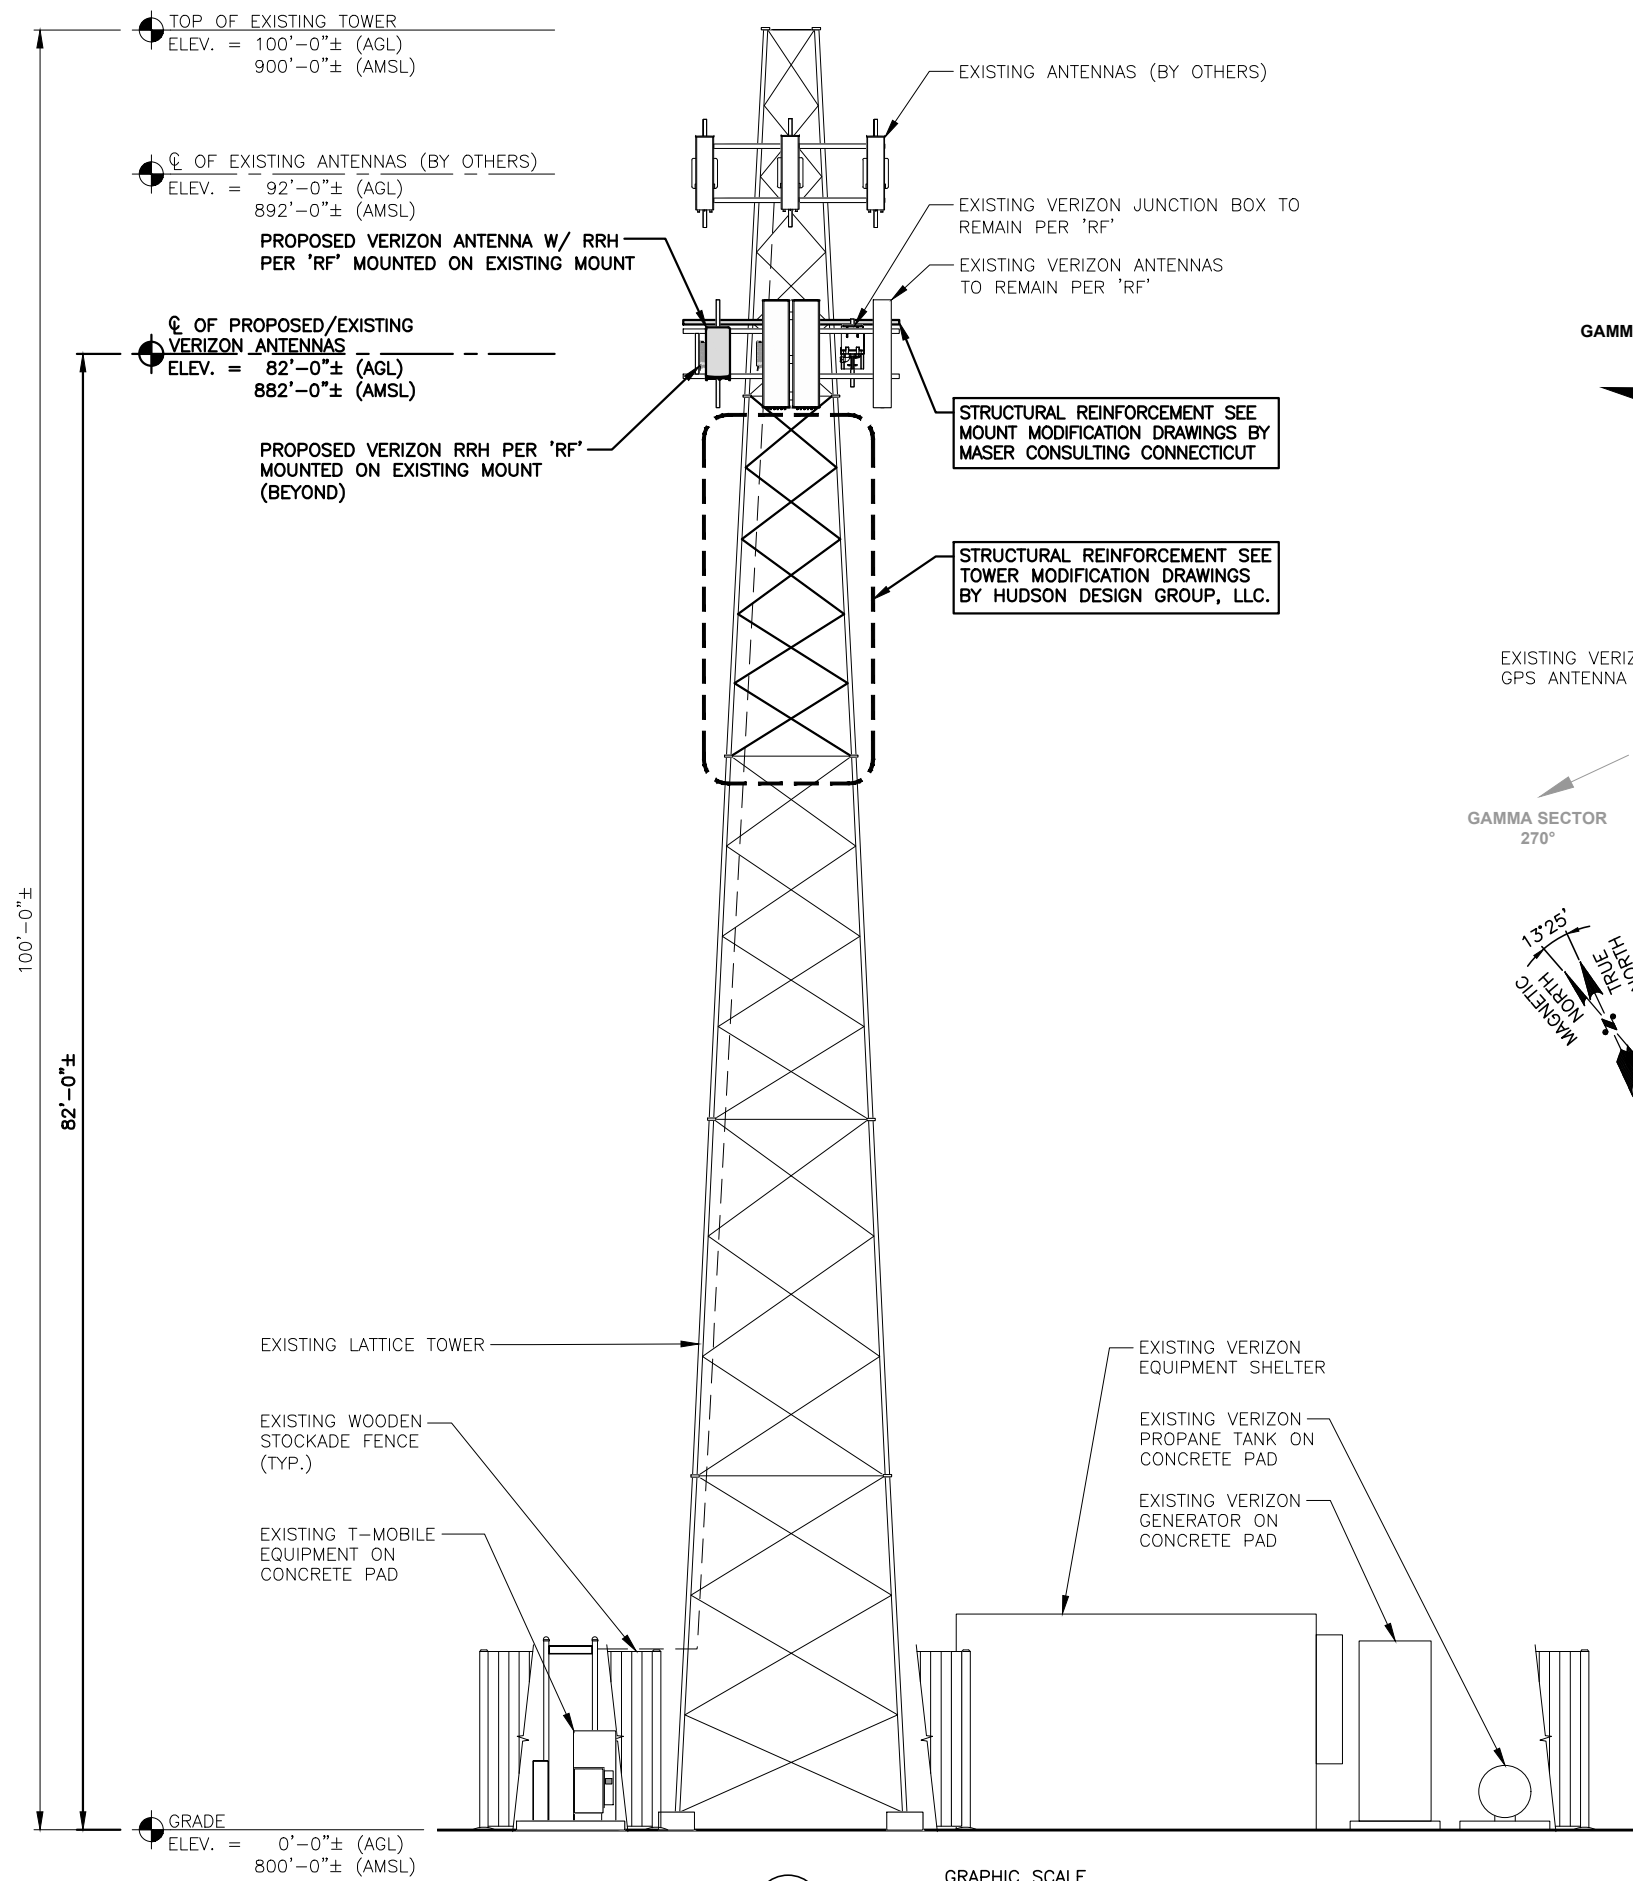 TOP OF EXISTING TOWER
ELEV. = 100'-0"± (AGL)
900'-0"± (AMSL)
EXISTING ANTENNAS (BY OTHERS)
℄ OF EXISTING ANTENNAS (BY OTHERS)
ELEV. = 92'-0"± (AGL)
892'-0"± (AMSL)
EXISTING VERIZON JUNCTION BOX TO
REMAIN PER 'RF'
PROPOSED VERIZON ANTENNA W/ RRH
PER 'RF' MOUNTED ON EXISTING MOUNT
EXISTING VERIZON ANTENNAS
TO REMAIN PER 'RF'
℄ OF PROPOSED/EXISTING
VERIZON ANTENNAS
ELEV. = 82'-0"± (AGL)
882'-0"± (AMSL)
GAMM
STRUCTURAL REINFORCEMENT SEE
MOUNT MODIFICATION DRAWINGS BY
MASER CONSULTING CONNECTICUT
PROPOSED VERIZON RRH PER 'RF'
MOUNTED ON EXISTING MOUNT
(BEYOND)
STRUCTURAL REINFORCEMENT SEE
TOWER MODIFICATION DRAWINGS
BY HUDSON DESIGN GROUP, LLC.
EXISTING VERIZ
GPS ANTENNA
GAMMA SECTOR
270°
100'-0"±
82'-0"±
13°25'
MAGNETIC
NORTH
TRUE
NORTH
EXISTING LATTICE TOWER
EXISTING VERIZON
EQUIPMENT SHELTER
EXISTING WOODEN
STOCKADE FENCE
(TYP.)
EXISTING VERIZON
PROPANE TANK ON
CONCRETE PAD
EXISTING T-MOBILE
EQUIPMENT ON
CONCRETE PAD
EXISTING VERIZON
GENERATOR ON
CONCRETE PAD
GRADE
ELEV. = 0'-0"± (AGL)
800'-0"± (AMSL)
GRAPHIC SCALE